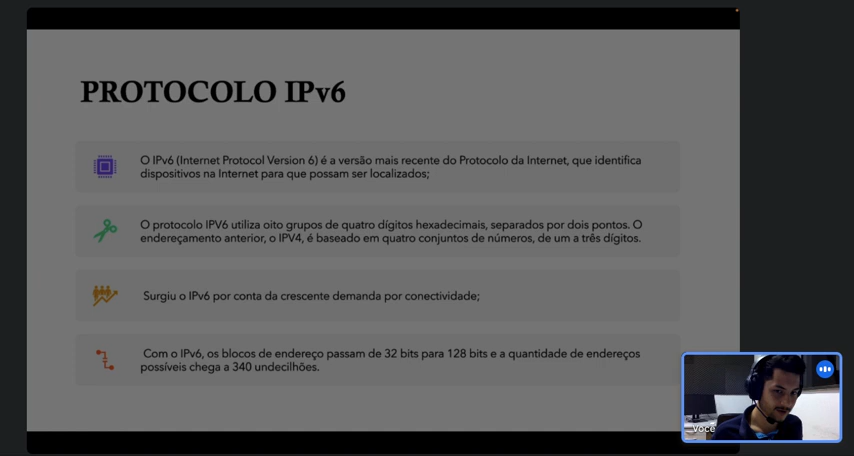 PROTOCOLO IPv6
O IPv6 (Internet Protocol Version 6) é a versão mais recente do Protocolo da Internet, que identifica
dispositivos na Internet para que possam ser localizados;
O protocolo IPV6 utiliza oito grupos de quatro dígitos hexadecimais, separados por dois pontos. O
endereçamento anterior, o IPV4, é baseado em quatro conjuntos de números, de um a três dígitos.
Surgiu o IPv6 por conta da crescente demanda por conectividade;
Com o IPv6, os blocos de endereço passam de 32 bits para 128 bits e a quantidade de endereços
possíveis chega a 340 undecilhões.
Você